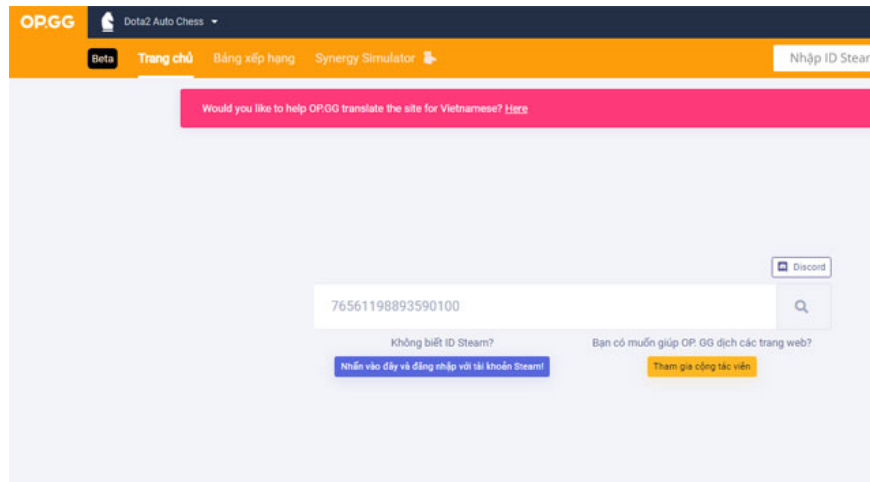 OP.GG Dota2 Auto Chess
Beta Trang chủ Bảng xếp hạng Synergy Simulator Nhập ID Stear
Would you like to help OP.GG translate the site for Vietnamese? Here
Discord
76561198893590100
Không biết ID Steam? Bạn có muốn giúp OP. GG dịch các trang web?
Nhấn vào đây và đăng nhập với tài khoản Steam! Tham gia cộng tác viên